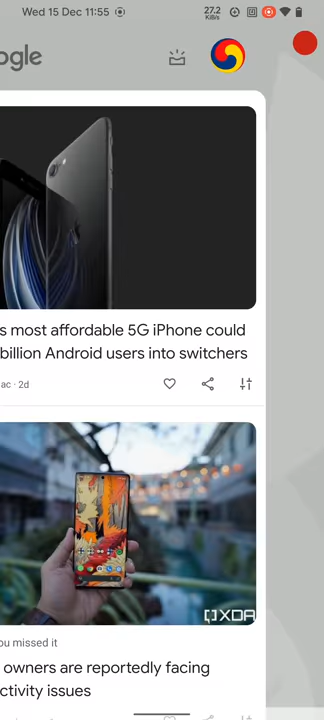 Wed 15 Dec 11:55
27.2
KiB/s
ogle
s most affordable 5G iPhone could
billion Android users into switchers
ac · 2d
XDA
ou missed it
owners are reportedly facing
ctivity issues